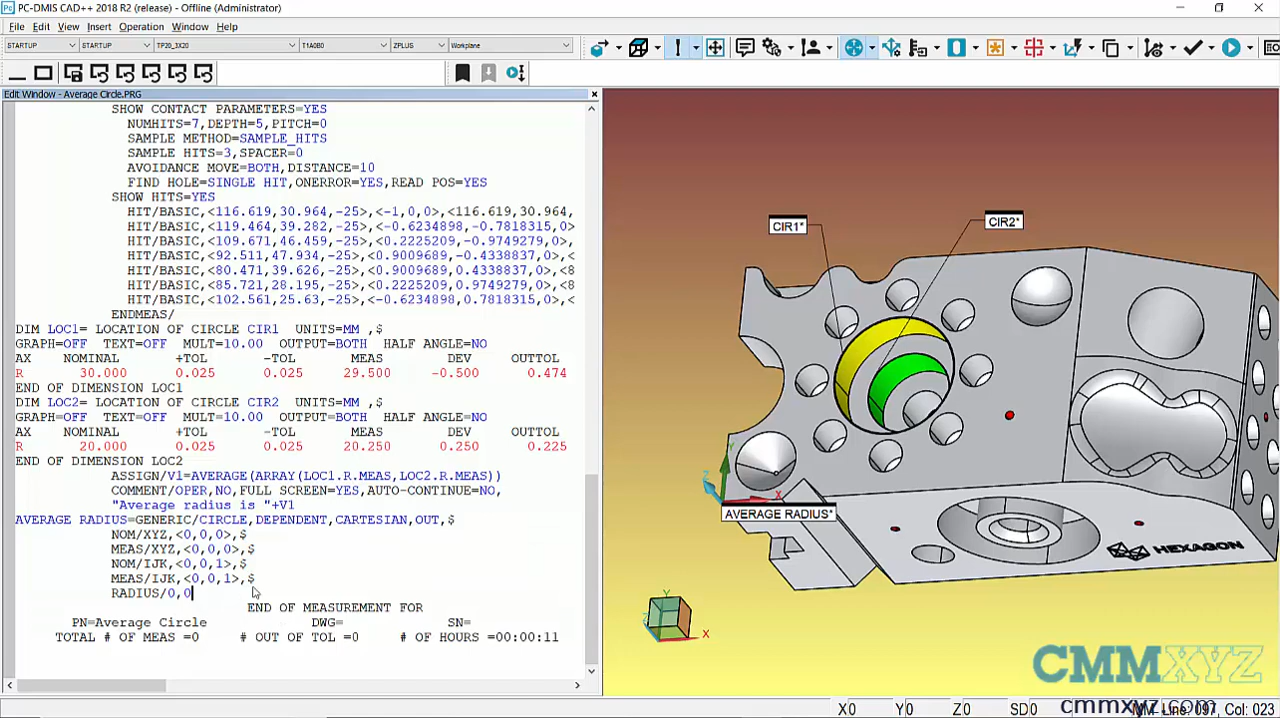 PC-DMIS CAD++ 2018 R2 (release) - Offline (Administrator)
File Edit View Insert Operation Window Help
STARTUP STARTUP TP20_3X20 T1A0B0 ZPLUS Workplane
Edit Window - Average Circle.PRG
SHOW CONTACT PARAMETERS=YES
NUMHITS=7,DEPTH=5,PITCH=0
SAMPLE METHOD=SAMPLE_HITS
SAMPLE HITS=3,SPACER=0
AVOIDANCE MOVE=BOTH,DISTANCE=10
FIND HOLE=SINGLE HIT,ONERROR=YES,READ POS=YES
SHOW HITS=YES
HIT/BASIC,<116.619,30.964,-25>,<-1,0,0>,<116.619,30.964,
HIT/BASIC,<119.464,39.282,-25>,<-0.6234898,-0.7818315,0>
HIT/BASIC,<109.671,46.459,-25>,<0.2225209,-0.9749279,0>,
HIT/BASIC,<92.511,47.934,-25>,<0.9009689,-0.4338837,0>,<
HIT/BASIC,<80.471,39.626,-25>,<0.9009689,0.4338837,0>,<8
HIT/BASIC,<85.721,28.195,-25>,<0.2225209,0.9749279,0>,<8
HIT/BASIC,<102.561,25.63,-25>,<-0.6234898,0.7818315,0>,<
ENDMEAS/
DIM LOC1= LOCATION OF CIRCLE CIR1 UNITS=MM ,$
GRAPH=OFF TEXT=OFF MULT=10.00 OUTPUT=BOTH HALF ANGLE=NO
AX NOMINAL +TOL -TOL MEAS DEV OUTTOL
R 30.000 0.025 0.025 29.500 -0.500 0.474
END OF DIMENSION LOC1
DIM LOC2= LOCATION OF CIRCLE CIR2 UNITS=MM ,$
GRAPH=OFF TEXT=OFF MULT=10.00 OUTPUT=BOTH HALF ANGLE=NO
AX NOMINAL +TOL -TOL MEAS DEV OUTTOL
R 20.000 0.025 0.025 20.250 0.250 0.225
END OF DIMENSION LOC2
ASSIGN/V1=AVERAGE(ARRAY(LOC1.R.MEAS,LOC2.R.MEAS))
COMMENT/OPER,NO,FULL SCREEN=YES,AUTO-CONTINUE=NO,
"Average radius is "+V1
AVERAGE RADIUS=GENERIC/CIRCLE,DEPENDENT,CARTESIAN,OUT,$
NOM/XYZ,<0,0,0>,$
MEAS/XYZ,<0,0,0>,$
NOM/IJK,<0,0,1>,$
MEAS/IJK,<0,0,1>,$
RADIUS/0,0
END OF MEASUREMENT FOR
PN=Average Circle DWG= SN=
TOTAL # OF MEAS =0 # OUT OF TOL =0 # OF HOURS =00:00:11
CIR1*
CIR2*
Y
Z
X
AVERAGE RADIUS*
HEXAGON
Y
X
Z
CMMXYZ
cmmxyz.com
X0 Y0 Z0 SD0 MM Line: 097, Col: 023